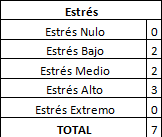 Estrés
Estrés Nulo 0
Estrés Bajo 2
Estrés Medio 2
Estrés Alto 3
Estrés Extremo 0
TOTAL 7